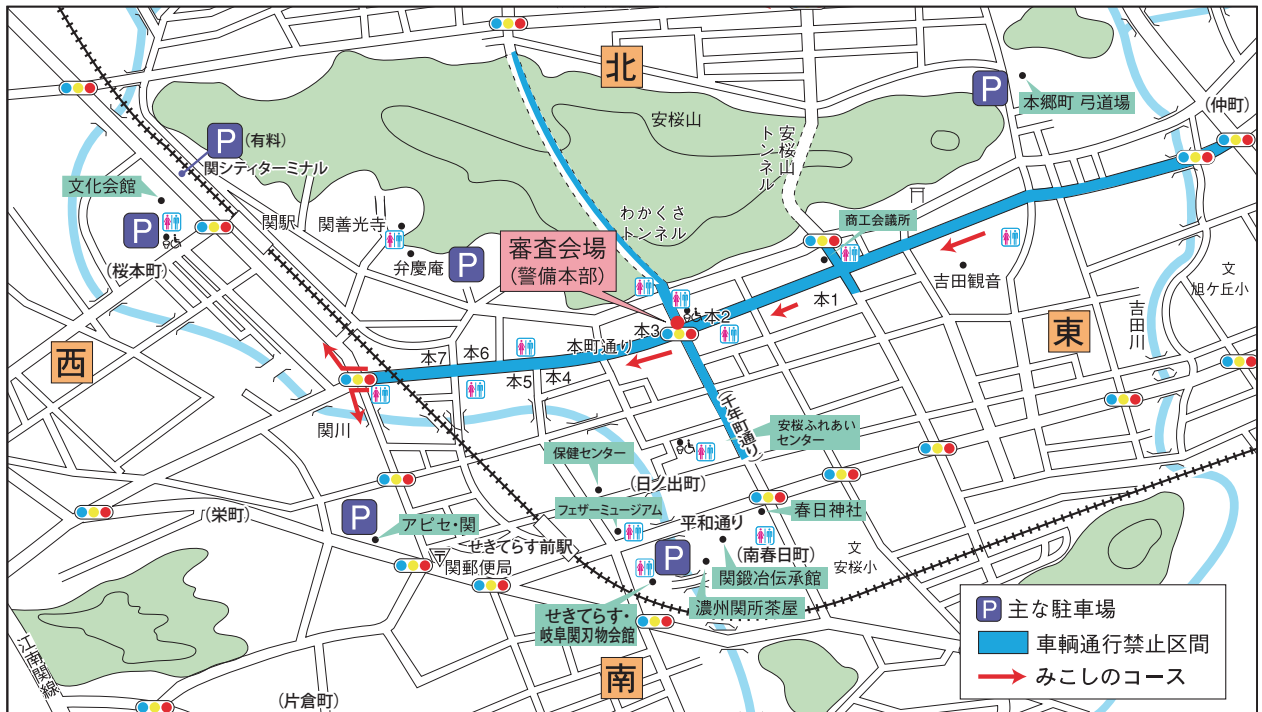 北
安桜山
本郷町 弓道場
P
(仲町)
P
(有料)
関シティターミナル
安桜山
トンネル
文化会館
P
関駅
関善光寺
わかくさ
トンネル
商工会議所
弁慶庵
P
審査会場
(警備本部)
(桜本町)
吉田観音
文
旭ケ丘小
吉田川
本1
本2
本3
東
西
本町通り
本7
本6
本5
本4
関川
千年町通り
安桜ふれあい
センター
保健センター
(日ノ出町)
フェザーミュージアム
春日神社
平和通り
(栄町)
P
アピセ・関
せきてらす前駅
〒
関郵便局
P
(南春日町)
文
安桜小
関鍛冶伝承館
濃州関所茶屋
せきてらす・
岐阜関刃物会館
江南関線
(片倉町)
南
P 主な駐車場
車輌通行禁止区間
みこしのコース